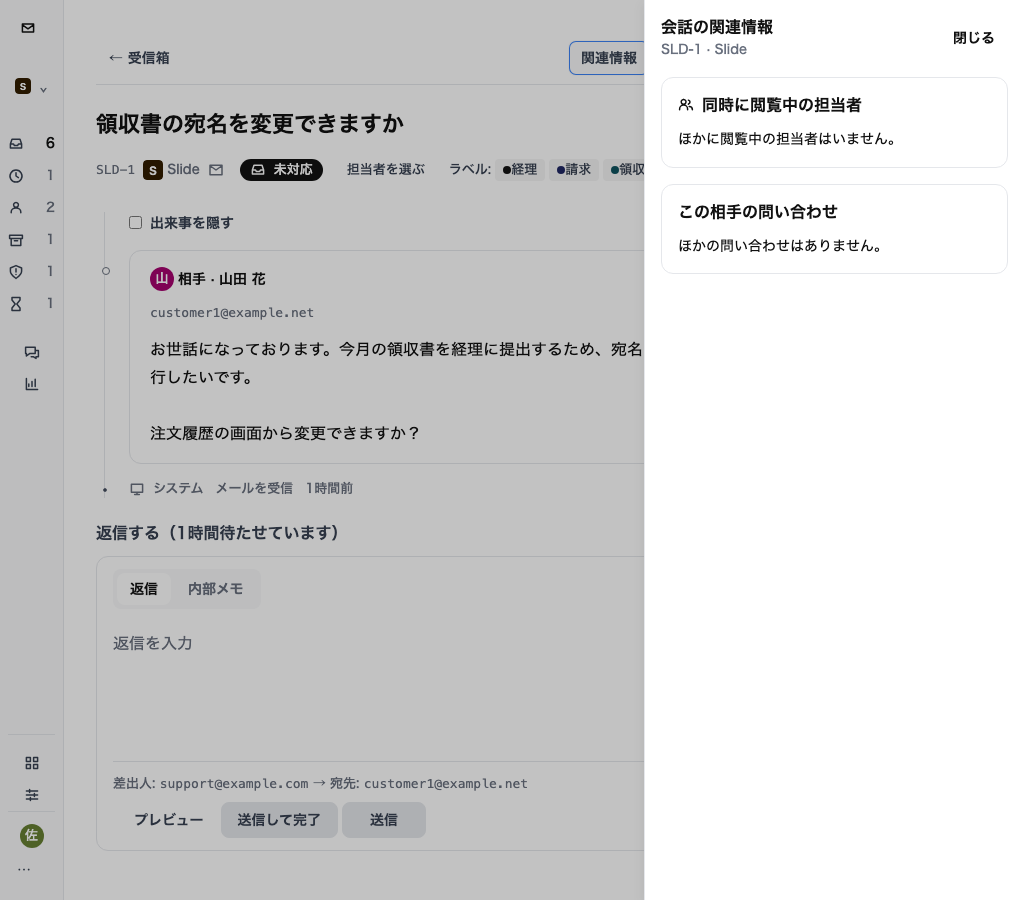 S
6
1
2
1
1
1
佐
…
← 受信箱
関連情報
領収書の宛名を変更できますか
SLD-1 S Slide 未対応 担当者を選ぶ ラベル: 経理 請求 領収
出来事を隠す
山 相手 · 山田 花
customer1@example.net
お世話になっております。今月の領収書を経理に提出するため、宛名
行したいです。
注文履歴の画面から変更できますか？
システム メールを受信 1時間前
返信する（1時間待たせています）
返信 内部メモ
返信を入力
差出人: support@example.com → 宛先: customer1@example.net
プレビュー 送信して完了 送信
会話の関連情報
SLD-1 · Slide
閉じる
同時に閲覧中の担当者
ほかに閲覧中の担当者はいません。
この相手の問い合わせ
ほかの問い合わせはありません。